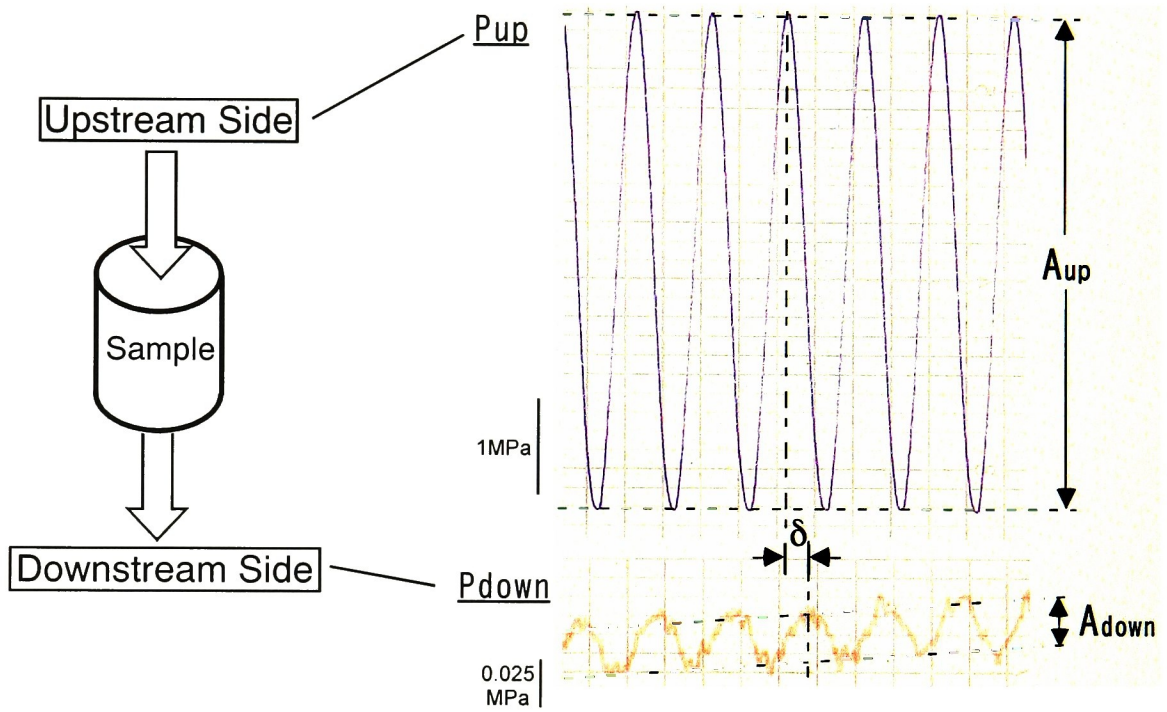 Pup
Upstream Side
Aup
Sample
1MPa
δ
Downstream Side
Pdown
Adown
0.025
MPa